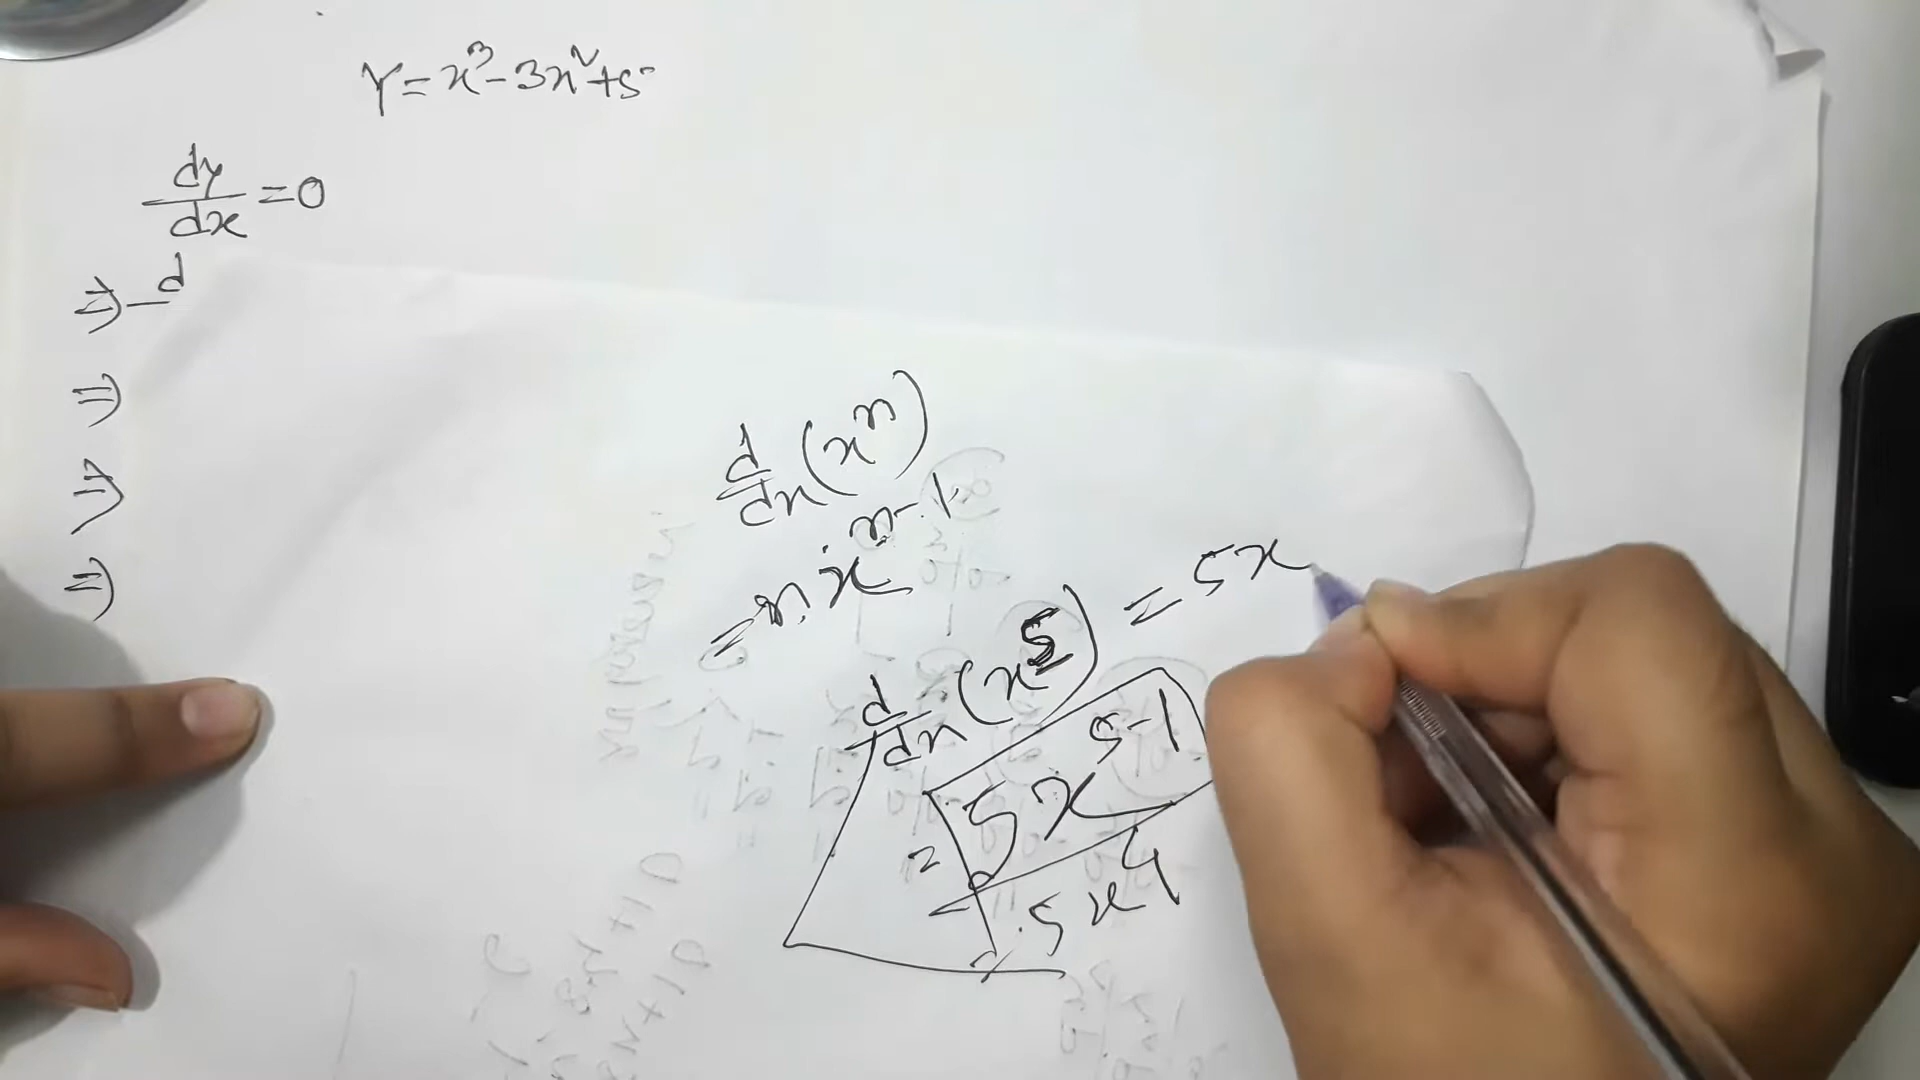 Y = x³ - 3x² + 5
dy/dx = 0
⇒ d
⇒
⇒
⇒
d/dx (xⁿ)
= n·xⁿ⁻¹
d/dx (x⁵) = 5x
= 5x⁵⁻¹
= 5x⁴